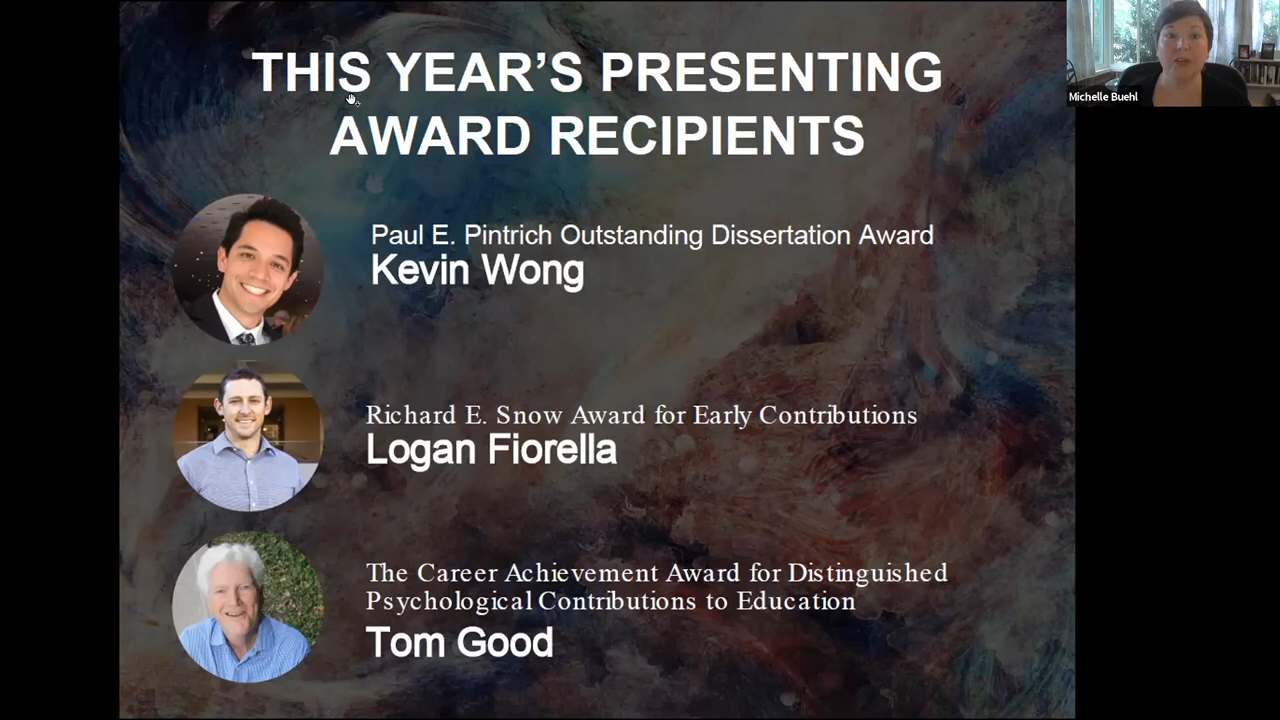 THIS YEAR’S PRESENTING
AWARD RECIPIENTS
Michelle Buehl
Paul E. Pintrich Outstanding Dissertation Award
Kevin Wong
Richard E. Snow Award for Early Contributions
Logan Fiorella
The Career Achievement Award for Distinguished
Psychological Contributions to Education
Tom Good